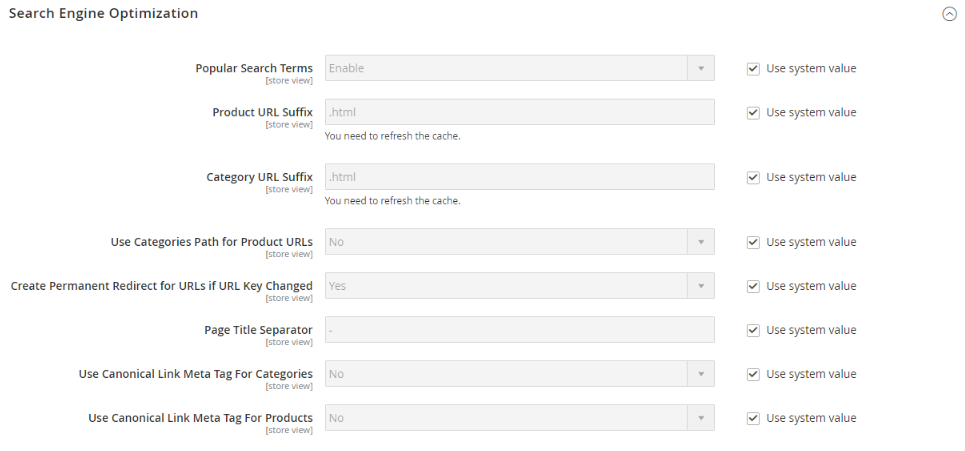 Search Engine Optimization
Popular Search Terms Enable Use system value
[store view]
Product URL Suffix .html Use system value
[store view]
You need to refresh the cache.
Category URL Suffix .html Use system value
[store view]
You need to refresh the cache.
Use Categories Path for Product URLs No Use system value
[store view]
Create Permanent Redirect for URLs if URL Key Changed Yes Use system value
[store view]
Page Title Separator - Use system value
[store view]
Use Canonical Link Meta Tag For Categories No Use system value
[store view]
Use Canonical Link Meta Tag For Products No Use system value
[store view]